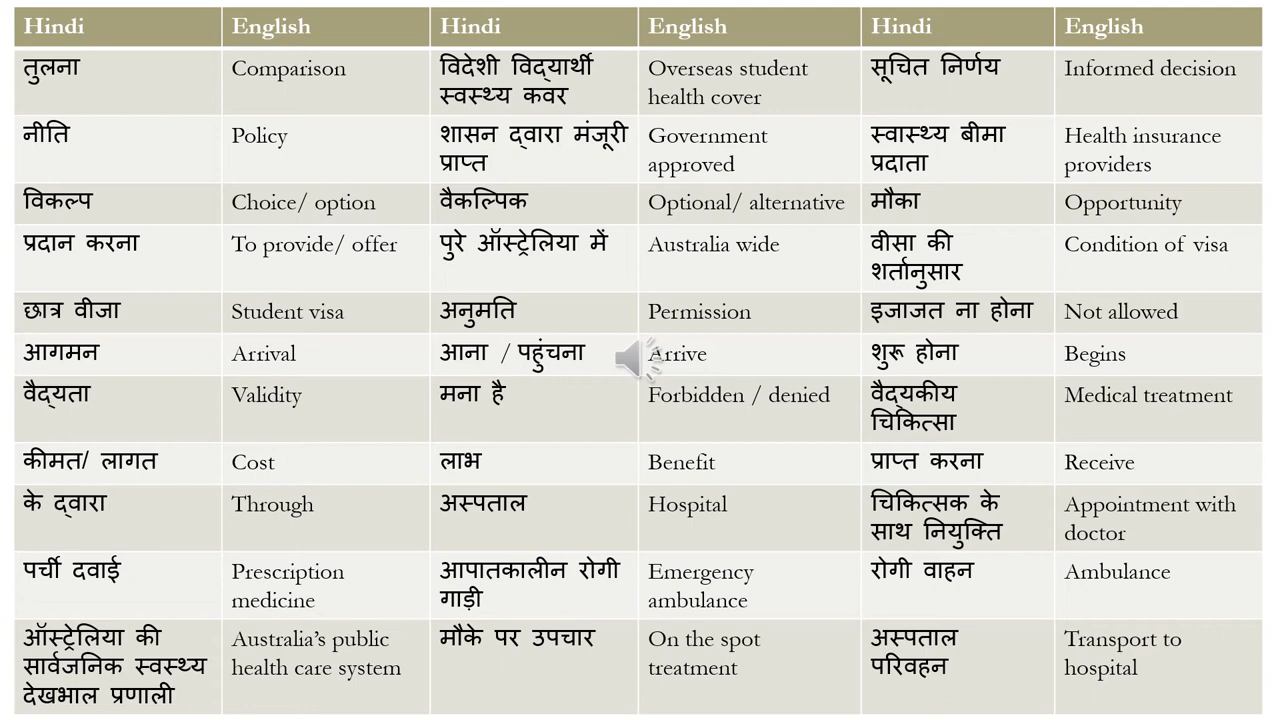 Hindi English Hindi English Hindi English
तुलना Comparison विदेशी विद्यार्थी Overseas student सूचित निर्णय Informed decision
स्वस्थ्य कवर health cover
नीति Policy शासन द्वारा मंजूरी Government स्वास्थ्य बीमा Health insurance
प्राप्त approved प्रदाता providers
विकल्प Choice/ option वैकल्पिक Optional/ alternative मौका Opportunity
प्रदान करना To provide/ offer पुरे ऑस्ट्रेलिया में Australia wide वीसा की Condition of visa
शर्तानुसार
छात्र वीजा Student visa अनुमति Permission इजाजत ना होना Not allowed
आगमन Arrival आना / पहुंचना Arrive शुरू होना Begins
वैद्यता Validity मना है Forbidden / denied वैद्यकीय Medical treatment
चिकित्सा
कीमत/ लागत Cost लाभ Benefit प्राप्त करना Receive
के द्वारा Through अस्पताल Hospital चिकित्सक के Appointment with
साथ नियुक्ति doctor
पर्ची दवाई Prescription आपातकालीन रोगी Emergency रोगी वाहन Ambulance
medicine गाड़ी ambulance
ऑस्ट्रेलिया की Australia’s public मौके पर उपचार On the spot अस्पताल Transport to
सार्वजनिक स्वस्थ्य health care system treatment परिवहन hospital
देखभाल प्रणाली